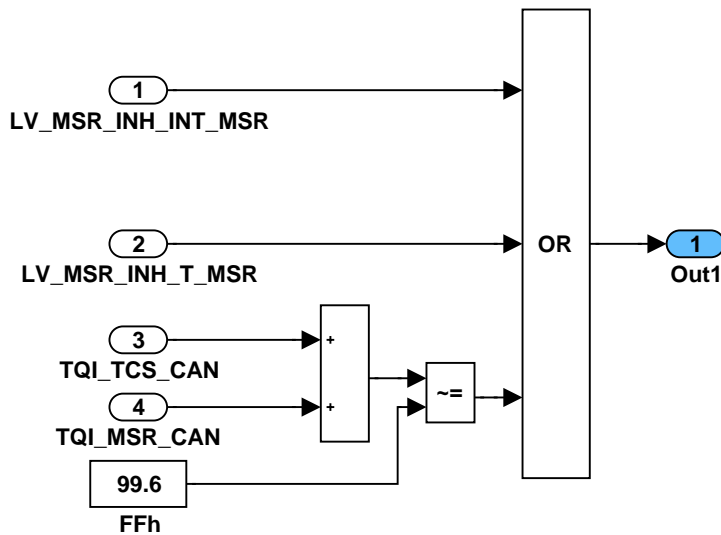 1
LV_MSR_INH_INT_MSR
2
LV_MSR_INH_T_MSR
OR
1
Out1
3
TQI_TCS_CAN
+
+
~=
4
TQI_MSR_CAN
99.6
FFh